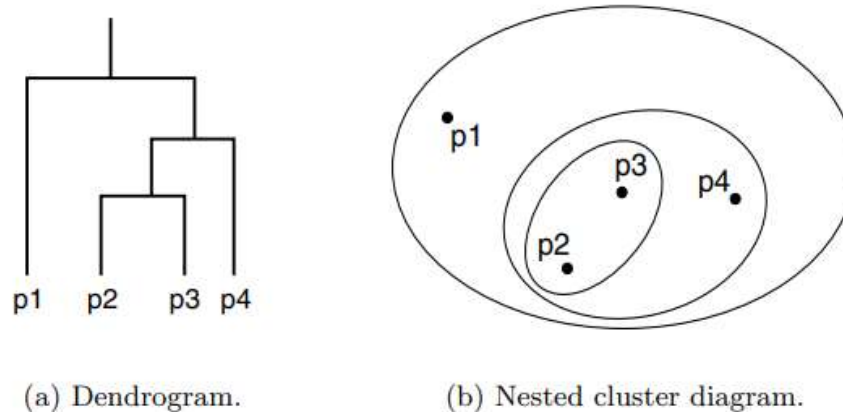 p1 p2 p3 p4
(a) Dendrogram.
p1
p3
p4
p2
(b) Nested cluster diagram.